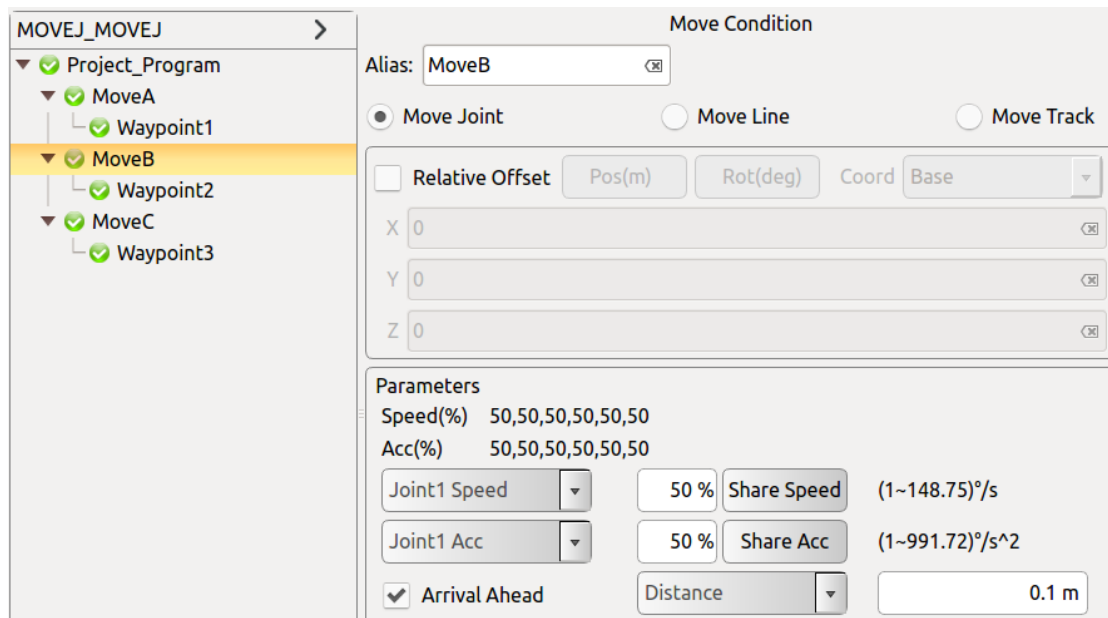 MOVEJ_MOVEJ
Project_Program
MoveA
Waypoint1
MoveB
Waypoint2
MoveC
Waypoint3
Move Condition
Alias: MoveB
Move Joint Move Line Move Track
Relative Offset Pos(m) Rot(deg) Coord Base
X 0
Y 0
Z 0
Parameters
Speed(%) 50,50,50,50,50,50
Acc(%) 50,50,50,50,50,50
Joint1 Speed 50 % Share Speed (1~148.75)°/s
Joint1 Acc 50 % Share Acc (1~991.72)°/s^2
Arrival Ahead Distance 0.1 m